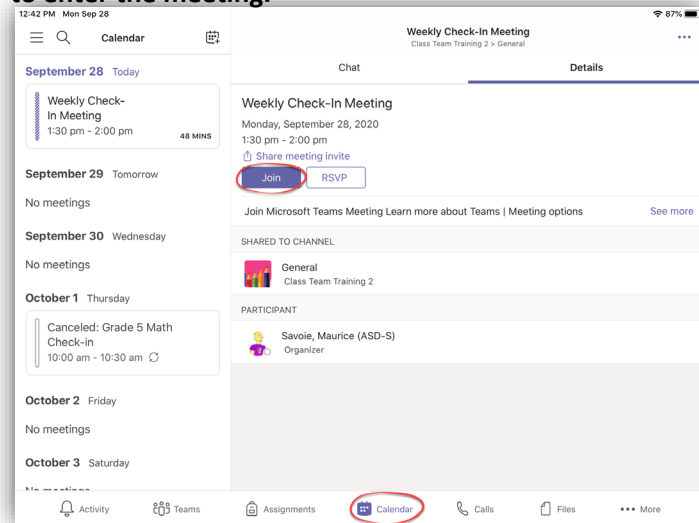 to enter the meeting.
12:42 PM Mon Sep 28
87%
Calendar
September 28 Today
Weekly Check-
In Meeting
1:30 pm - 2:00 pm
48 MINS
September 29 Tomorrow
No meetings
September 30 Wednesday
No meetings
October 1 Thursday
Canceled: Grade 5 Math
Check-in
10:00 am - 10:30 am
October 2 Friday
No meetings
October 3 Saturday
No meetings
Weekly Check-In Meeting
Class Team Training 2 > General
Chat
Details
Weekly Check-In Meeting
Monday, September 28, 2020
1:30 pm - 2:00 pm
Share meeting invite
Join
RSVP
Join Microsoft Teams Meeting Learn more about Teams | Meeting options
See more
SHARED TO CHANNEL
General
Class Team Training 2
PARTICIPANT
Savoie, Maurice (ASD-S)
Organizer
Activity
Teams
Assignments
Calendar
Calls
Files
More